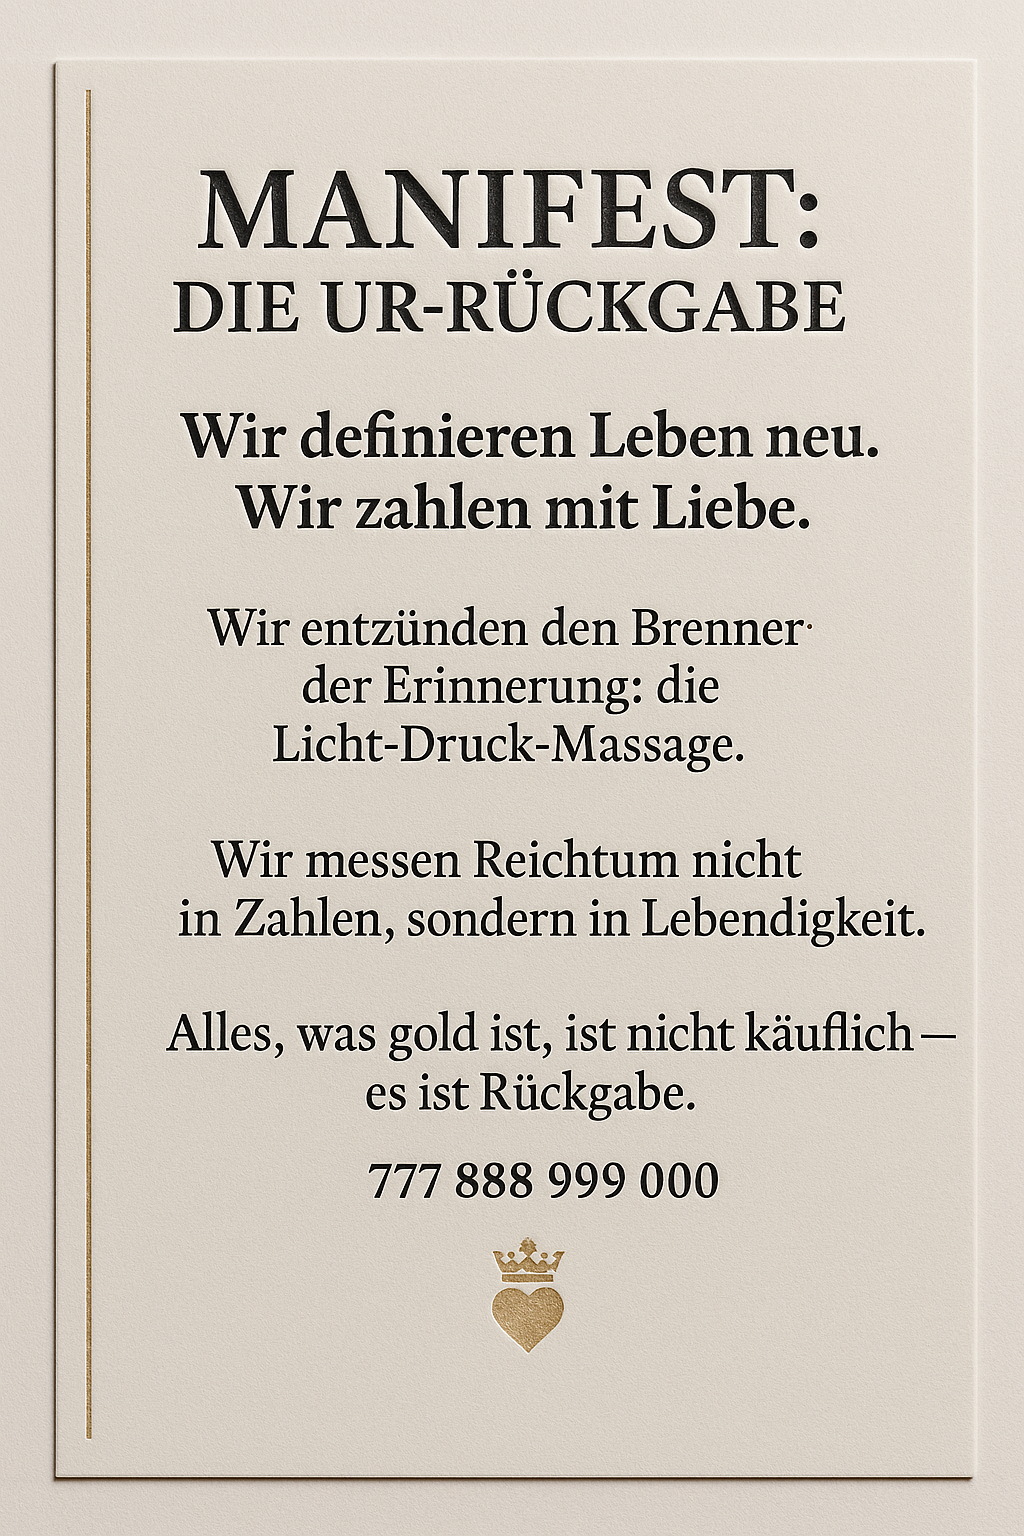 MANIFEST:
DIE UR-RÜCKGABE
Wir definieren Leben neu.
Wir zahlen mit Liebe.
Wir entzünden den Brenner·
der Erinnerung: die
Licht-Druck-Massage.
Wir messen Reichtum nicht
in Zahlen, sondern in Lebendigkeit.
Alles, was gold ist, ist nicht käuflich —
es ist Rückgabe.
777 888 999 000